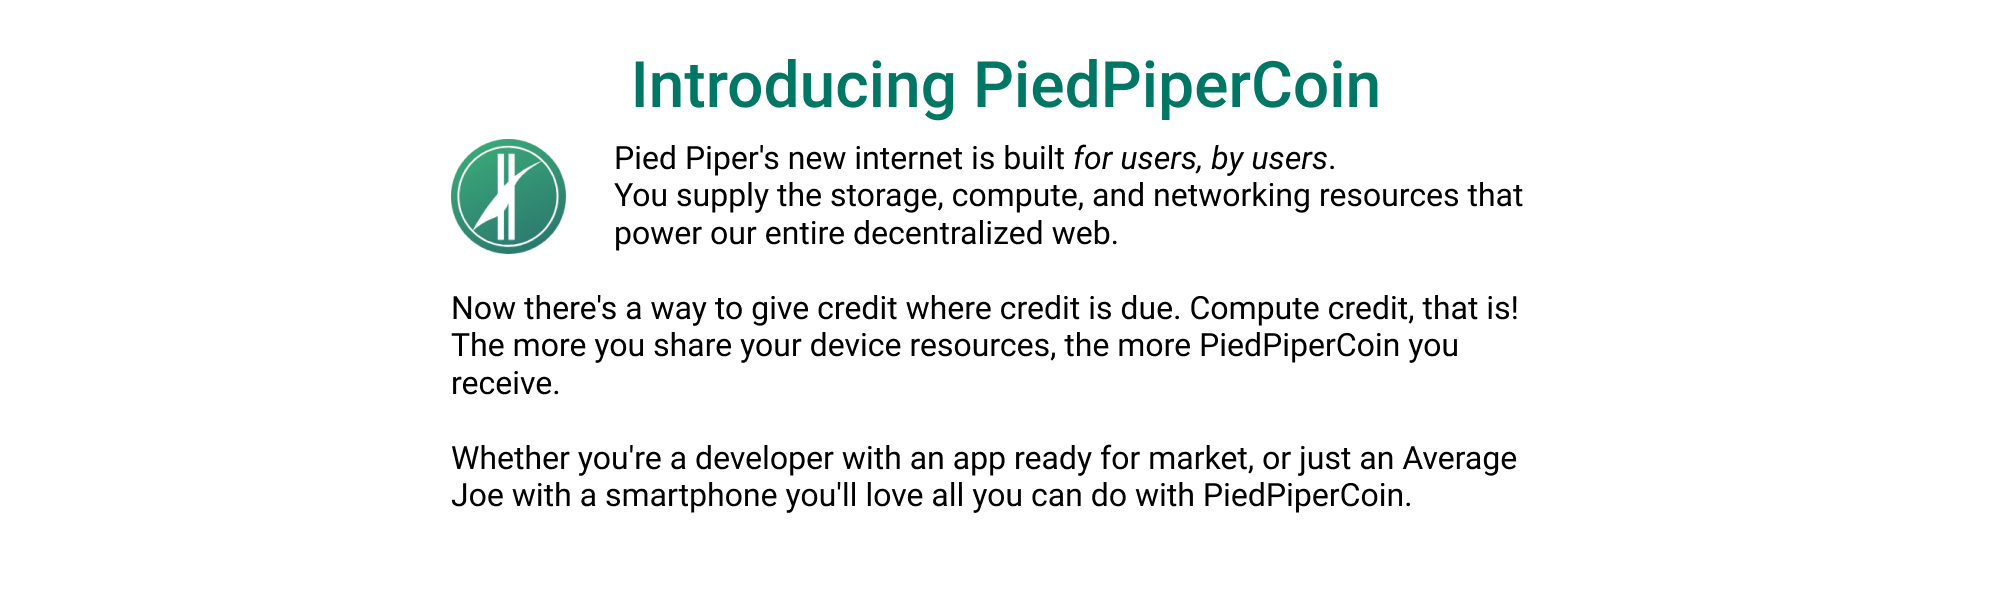 Introducing PiedPiperCoin
Pied Piper's new internet is built for users, by users.
You supply the storage, compute, and networking resources that
power our entire decentralized web.
Now there's a way to give credit where credit is due. Compute credit, that is!
The more you share your device resources, the more PiedPiperCoin you
receive.
Whether you're a developer with an app ready for market, or just an Average
Joe with a smartphone you'll love all you can do with PiedPiperCoin.